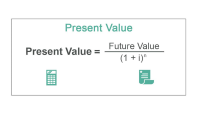 Present Value
Present Value = Future Value
(1 + i)ⁿ